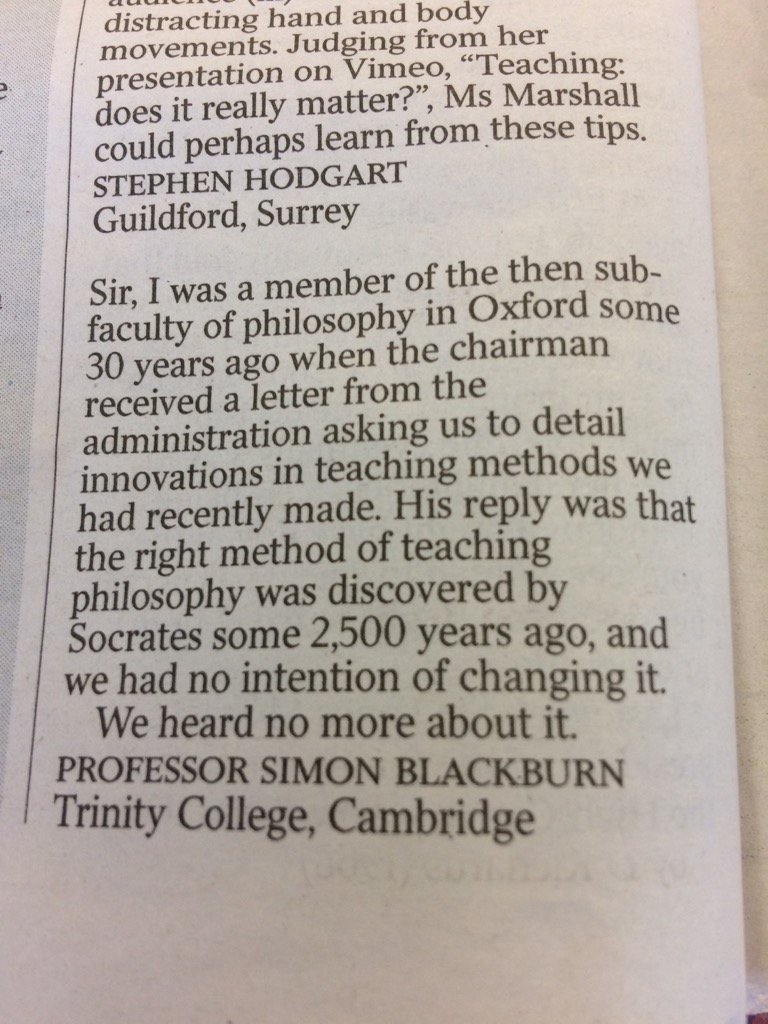 distracting hand and body
movements. Judging from her
presentation on Vimeo, “Teaching:
does it really matter?”, Ms Marshall
could perhaps learn from these tips.
STEPHEN HODGART
Guildford, Surrey
Sir, I was a member of the then sub-
faculty of philosophy in Oxford some
30 years ago when the chairman
received a letter from the
administration asking us to detail
innovations in teaching methods we
had recently made. His reply was that
the right method of teaching
philosophy was discovered by
Socrates some 2,500 years ago, and
we had no intention of changing it.
We heard no more about it.
PROFESSOR SIMON BLACKBURN
Trinity College, Cambridge